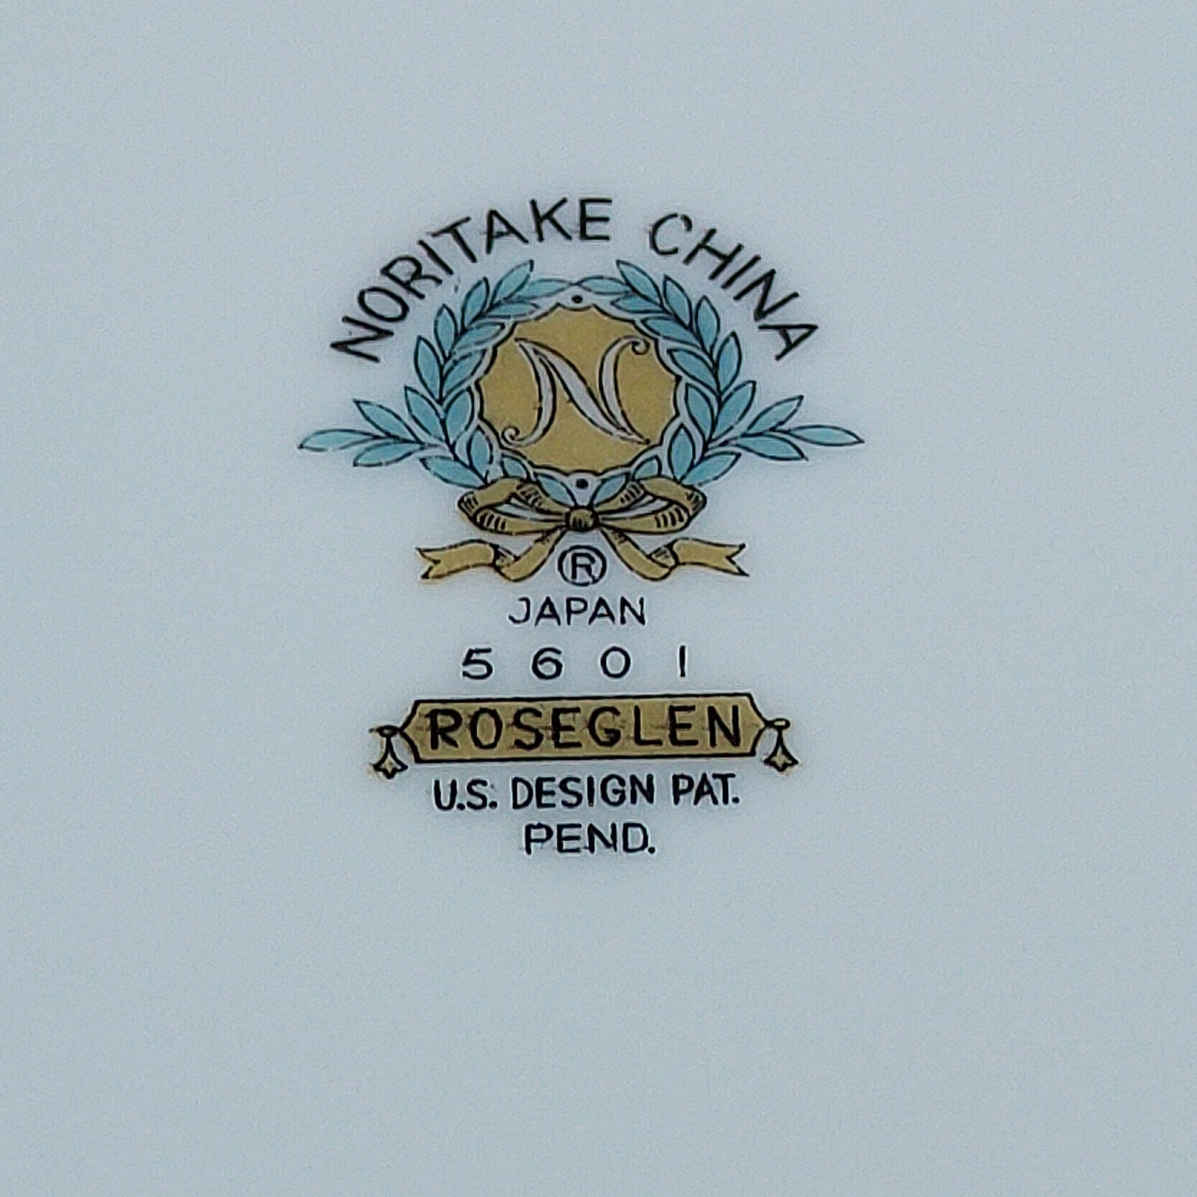 NORITAKE CHINA
N
®
JAPAN
5601
ROSEGLEN
U.S. DESIGN PAT.
PEND.